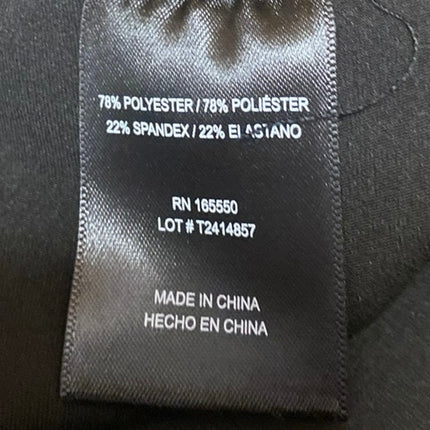 78% POLYESTER / 78% POLIÉSTER
22% SPANDEX / 22% ELASTANO
RN 165550
LOT # T2414857
MADE IN CHINA
HECHO EN CHINA